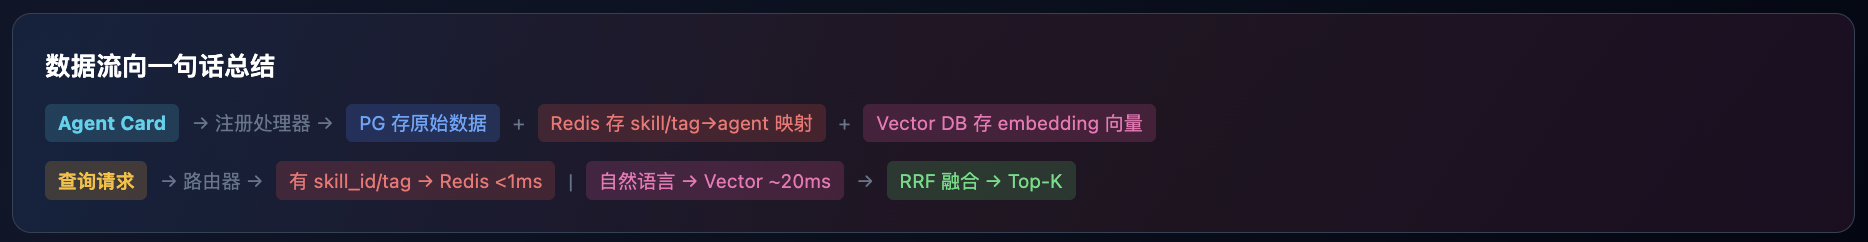 数据流向一句话总结
Agent Card → 注册处理器 → PG 存原始数据 + Redis 存 skill/tag→agent 映射 + Vector DB 存 embedding 向量
查询请求 → 路由器 → 有 skill_id/tag → Redis <1ms | 自然语言 → Vector ~20ms → RRF 融合 → Top-K